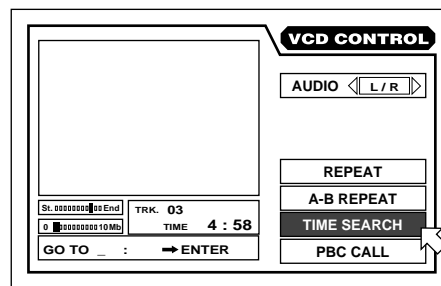 VCD CONTROL
AUDIO L / R
REPEAT
A-B REPEAT
TIME SEARCH
PBC CALL
St. End
0 10Mb
TRK. 03
TIME 4 : 58
GO TO _ : ENTER